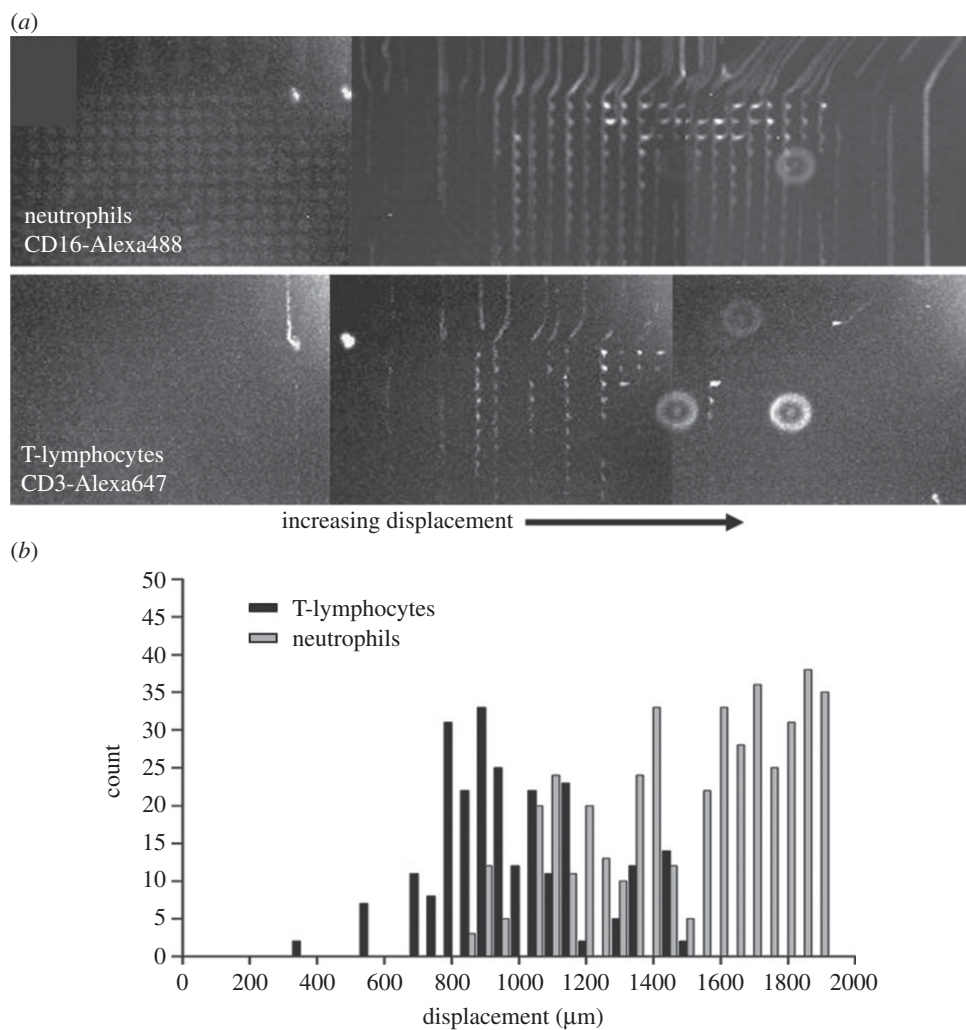 (a)
neutrophils
CD16-Alexa488
T-lymphocytes
CD3-Alexa647
increasing displacement
(b)
50
45
40
35
30
25
20
15
10
5
0
count
T-lymphocytes
neutrophils
0 200 400 600 800 1000 1200 1400 1600 1800 2000
displacement (μm)